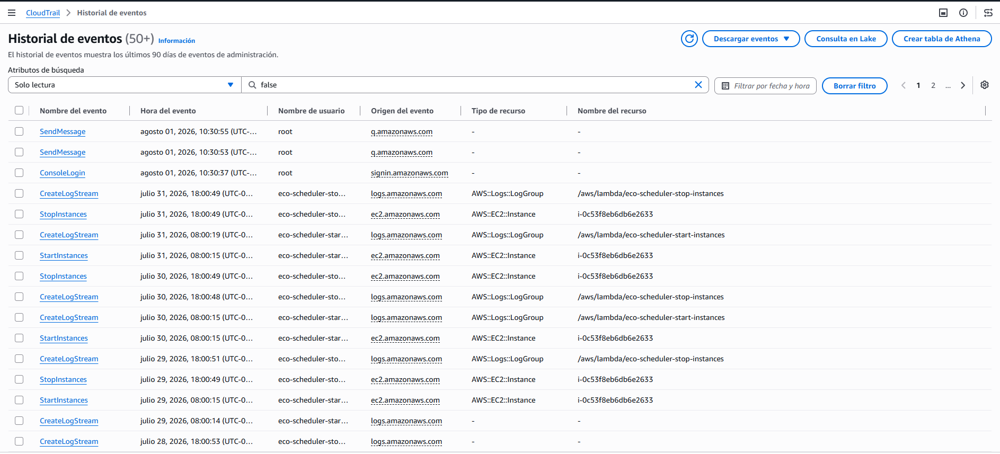 CloudTrail > Historial de eventos
Historial de eventos (50+) Información
Descargar eventos Consulta en Lake Crear tabla de Athena
El historial de eventos muestra los últimos 90 días de eventos de administración.
Atributos de búsqueda
Solo lectura false Filtrar por fecha y hora Borrar filtro 1 2 ...
Nombre del evento Hora del evento Nombre de usuario Origen del evento Tipo de recurso Nombre del recurso
SendMessage agosto 01, 2026, 10:30:55 (UTC-... root q.amazonaws.com - -
SendMessage agosto 01, 2026, 10:30:53 (UTC-... root q.amazonaws.com - -
ConsoleLogin agosto 01, 2026, 10:30:37 (UTC-... root signin.amazonaws.com - -
CreateLogStream julio 31, 2026, 18:00:49 (UTC-0... eco-scheduler-sto... logs.amazonaws.com AWS::Logs::LogGroup /aws/lambda/eco-scheduler-stop-instances
StopInstances julio 31, 2026, 18:00:49 (UTC-0... eco-scheduler-sto... ec2.amazonaws.com AWS::EC2::Instance i-0c53f8eb6db6e2633
CreateLogStream julio 31, 2026, 08:00:19 (UTC-0... eco-scheduler-star... logs.amazonaws.com AWS::Logs::LogGroup /aws/lambda/eco-scheduler-start-instances
StartInstances julio 31, 2026, 08:00:15 (UTC-0... eco-scheduler-star... ec2.amazonaws.com AWS::EC2::Instance i-0c53f8eb6db6e2633
StopInstances julio 30, 2026, 18:00:49 (UTC-0... eco-scheduler-sto... ec2.amazonaws.com AWS::EC2::Instance i-0c53f8eb6db6e2633
CreateLogStream julio 30, 2026, 18:00:48 (UTC-0... eco-scheduler-sto... logs.amazonaws.com AWS::Logs::LogGroup /aws/lambda/eco-scheduler-stop-instances
CreateLogStream julio 30, 2026, 08:00:15 (UTC-0... eco-scheduler-star... logs.amazonaws.com AWS::Logs::LogGroup /aws/lambda/eco-scheduler-start-instances
StartInstances julio 30, 2026, 08:00:15 (UTC-0... eco-scheduler-star... ec2.amazonaws.com AWS::EC2::Instance i-0c53f8eb6db6e2633
CreateLogStream julio 29, 2026, 18:00:51 (UTC-0... eco-scheduler-sto... logs.amazonaws.com AWS::Logs::LogGroup /aws/lambda/eco-scheduler-stop-instances
StopInstances julio 29, 2026, 18:00:49 (UTC-0... eco-scheduler-sto... ec2.amazonaws.com AWS::EC2::Instance i-0c53f8eb6db6e2633
StartInstances julio 29, 2026, 08:00:15 (UTC-0... eco-scheduler-star... ec2.amazonaws.com AWS::EC2::Instance i-0c53f8eb6db6e2633
CreateLogStream julio 29, 2026, 08:00:14 (UTC-0... eco-scheduler-star... logs.amazonaws.com - -
CreateLogStream julio 28, 2026, 18:00:53 (UTC-0... eco-scheduler-sto... logs.amazonaws.com - -